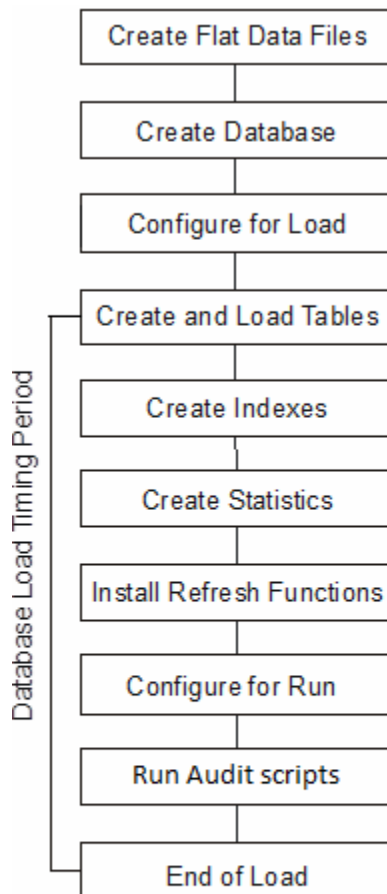 Create Flat Data Files
Create Database
Configure for Load
Create and Load Tables
Create Indexes
Create Statistics
Install Refresh Functions
Configure for Run
Run Audit scripts
End of Load
Database Load Timing Period